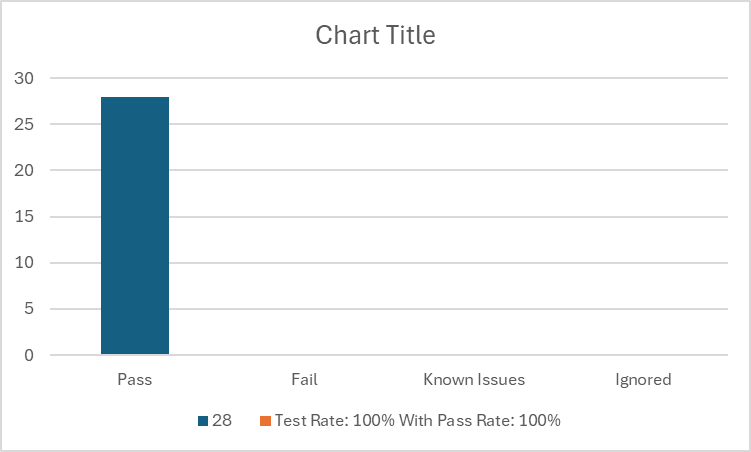 Chart Title
30
25
20
15
10
5
0
Pass Fail Known Issues Ignored
28 Test Rate: 100% With Pass Rate: 100%